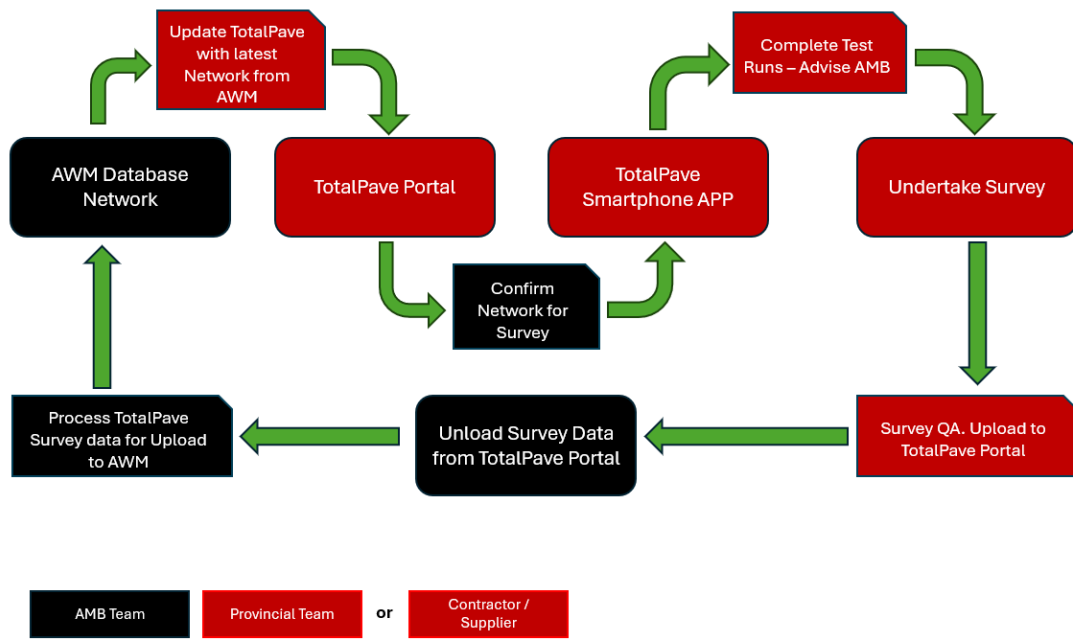 Update TotalPave
with latest
Network from
AWM
Complete Test
Runs – Advise AMB
AWM Database
Network
TotalPave Portal
TotalPave
Smartphone APP
Undertake Survey
Confirm
Network for
Survey
Process TotalPave
Survey data for Upload
to AWM
Unload Survey Data
from TotalPave Portal
Survey QA. Upload to
TotalPave Portal
AMB Team
Provincial Team
or
Contractor /
Supplier